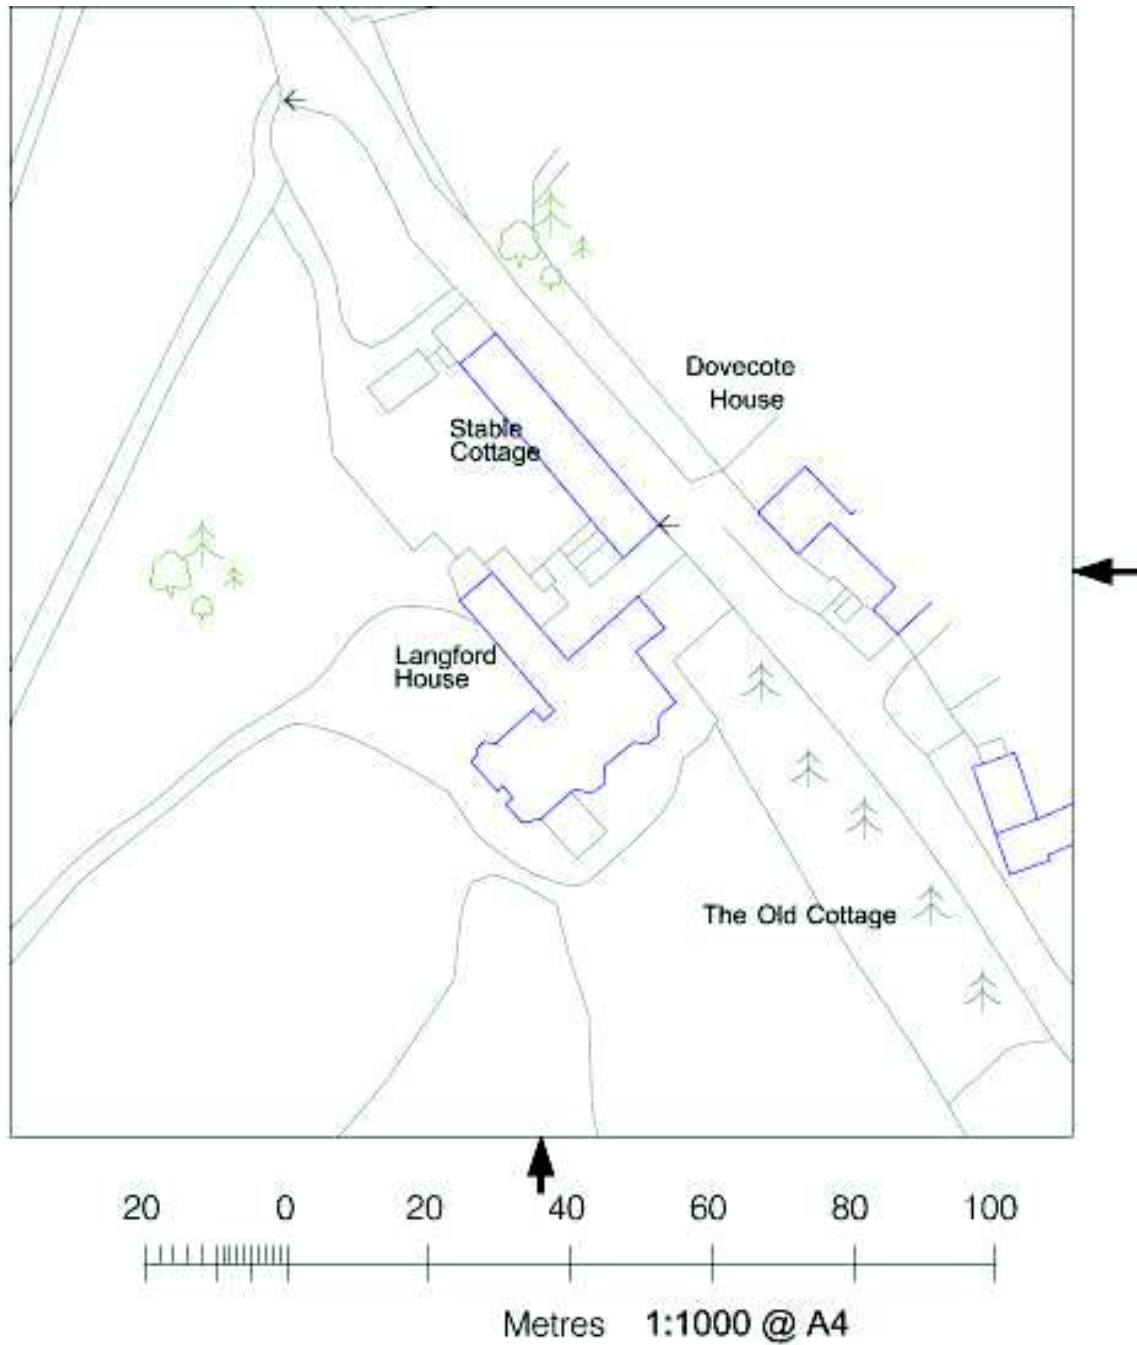 Dovecote
House
Stable
Cottage
Langford
House
The Old Cottage
20 0 20 40 60 80 100
Metres 1:1000 @ A4